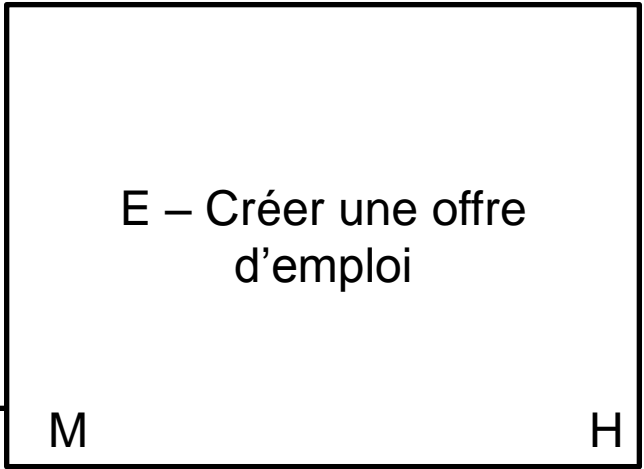 E – Créer une offre
d’emploi
M H